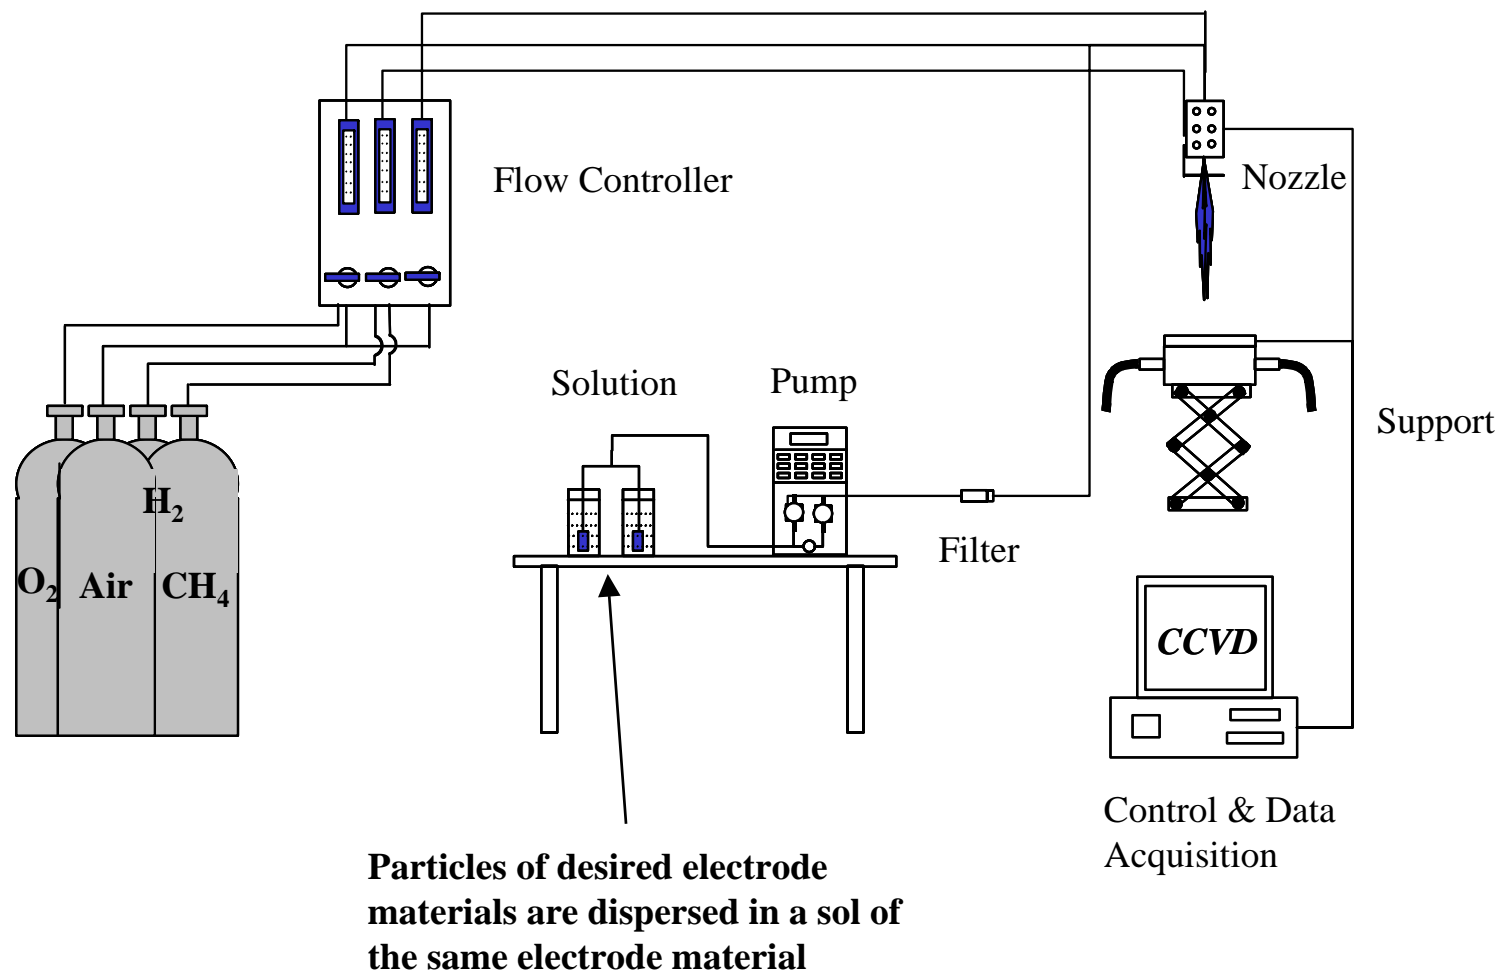 Flow Controller
Nozzle
Solution
Pump
Support
H₂
O₂
Air
CH₄
Filter
CCVD
Control & Data
Acquisition
Particles of desired electrode
materials are dispersed in a sol of
the same electrode material